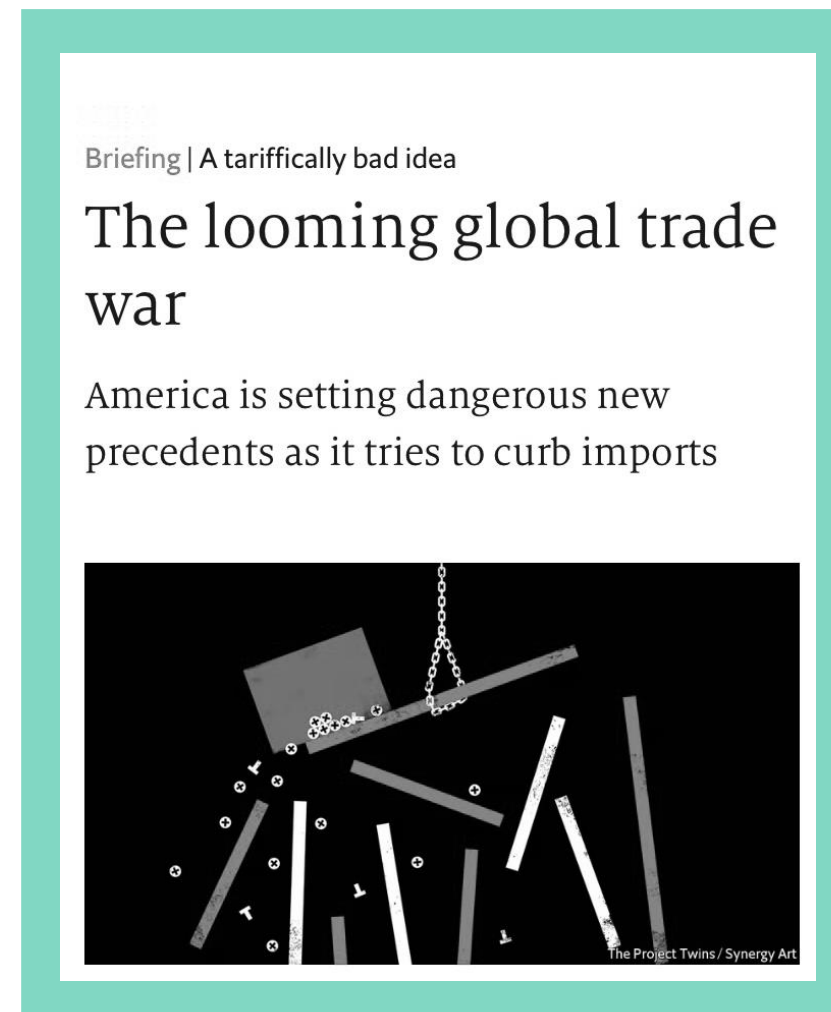 Briefing | A tariffically bad idea
The looming global trade
war
America is setting dangerous new
precedents as it tries to curb imports
The Project Twins / Synergy Art